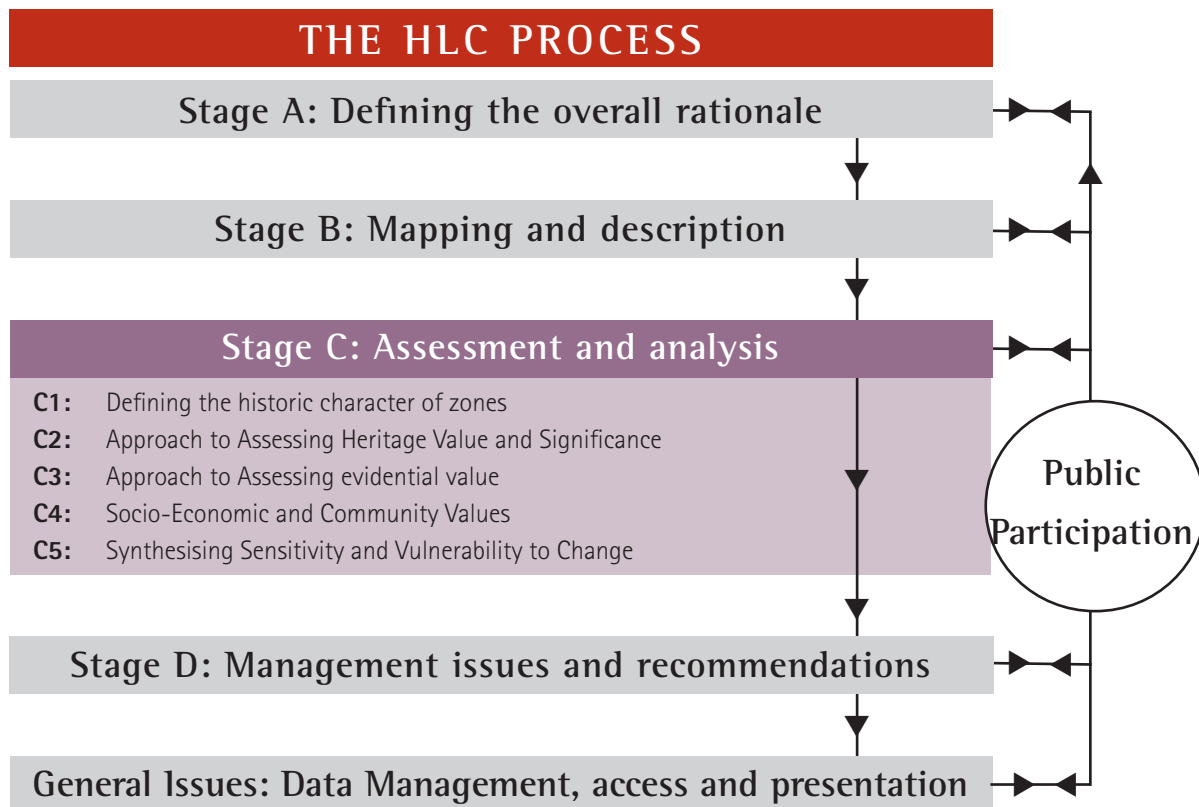 THE HLC PROCESS
Stage A: Defining the overall rationale
Stage B: Mapping and description
Stage C: Assessment and analysis
C1: Defining the historic character of zones
C2: Approach to Assessing Heritage Value and Significance
C3: Approach to Assessing evidential value
C4: Socio-Economic and Community Values
C5: Synthesising Sensitivity and Vulnerability to Change
Public
Participation
Stage D: Management issues and recommendations
General Issues: Data Management, access and presentation